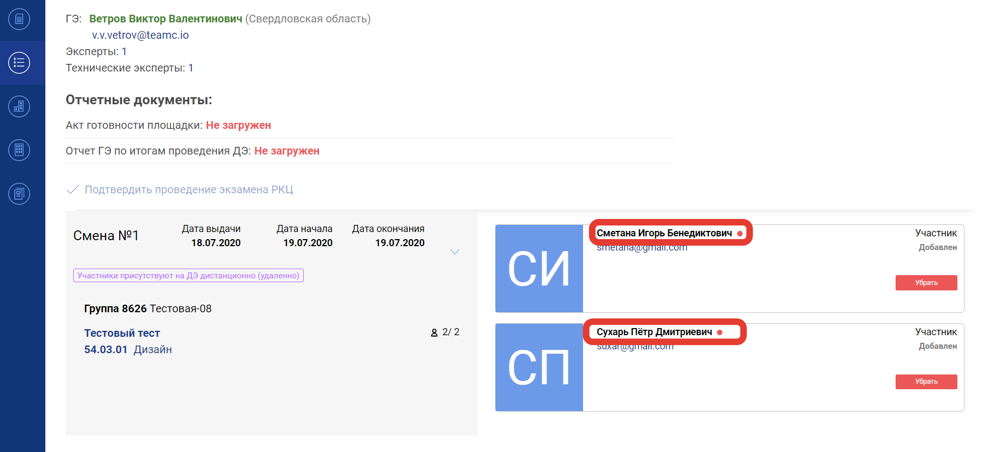 ГЭ: Ветров Виктор Валентинович (Свердловская область)
v.v.vetrov@teamc.io
Эксперты: 1
Технические эксперты: 1
Отчетные документы:
Акт готовности площадки: Не загружен
Отчет ГЭ по итогам проведения ДЭ: Не загружен
Подтвердить проведение экзамена РКЦ
Смена №1
Дата выдачи
18.07.2020
Дата начала
19.07.2020
Дата окончания
19.07.2020
Участники присутствуют на ДЭ дистанционно (удаленно)
Группа 8626 Тестовая-08
Тестовый тест
2/ 2
54.03.01 Дизайн
СИ
Сметана Игорь Бенедиктович
smetana@gmail.com
Участник
Добавлен
Убрать
СП
Сухарь Пётр Дмитриевич
suxar@gmail.com
Участник
Добавлен
Убрать